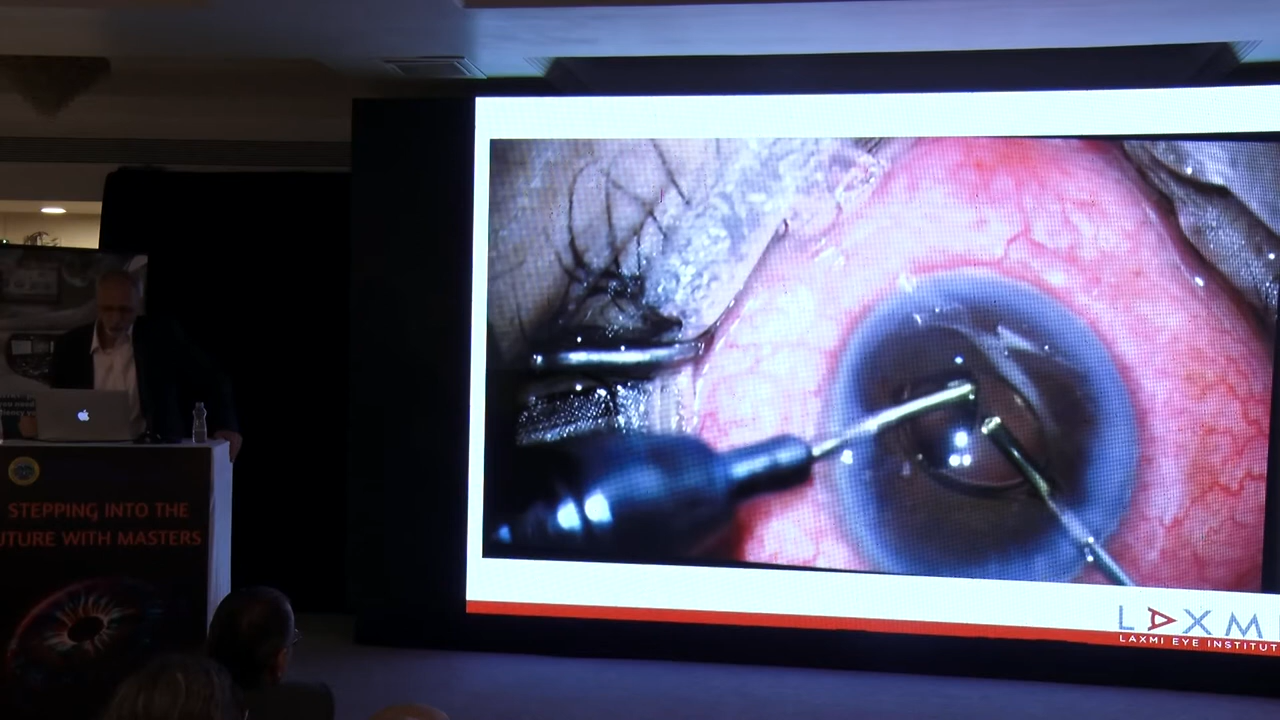 STEPPING INTO THE
UTURE WITH MASTERS
LAXM
LAXMI EYE INSTITUT